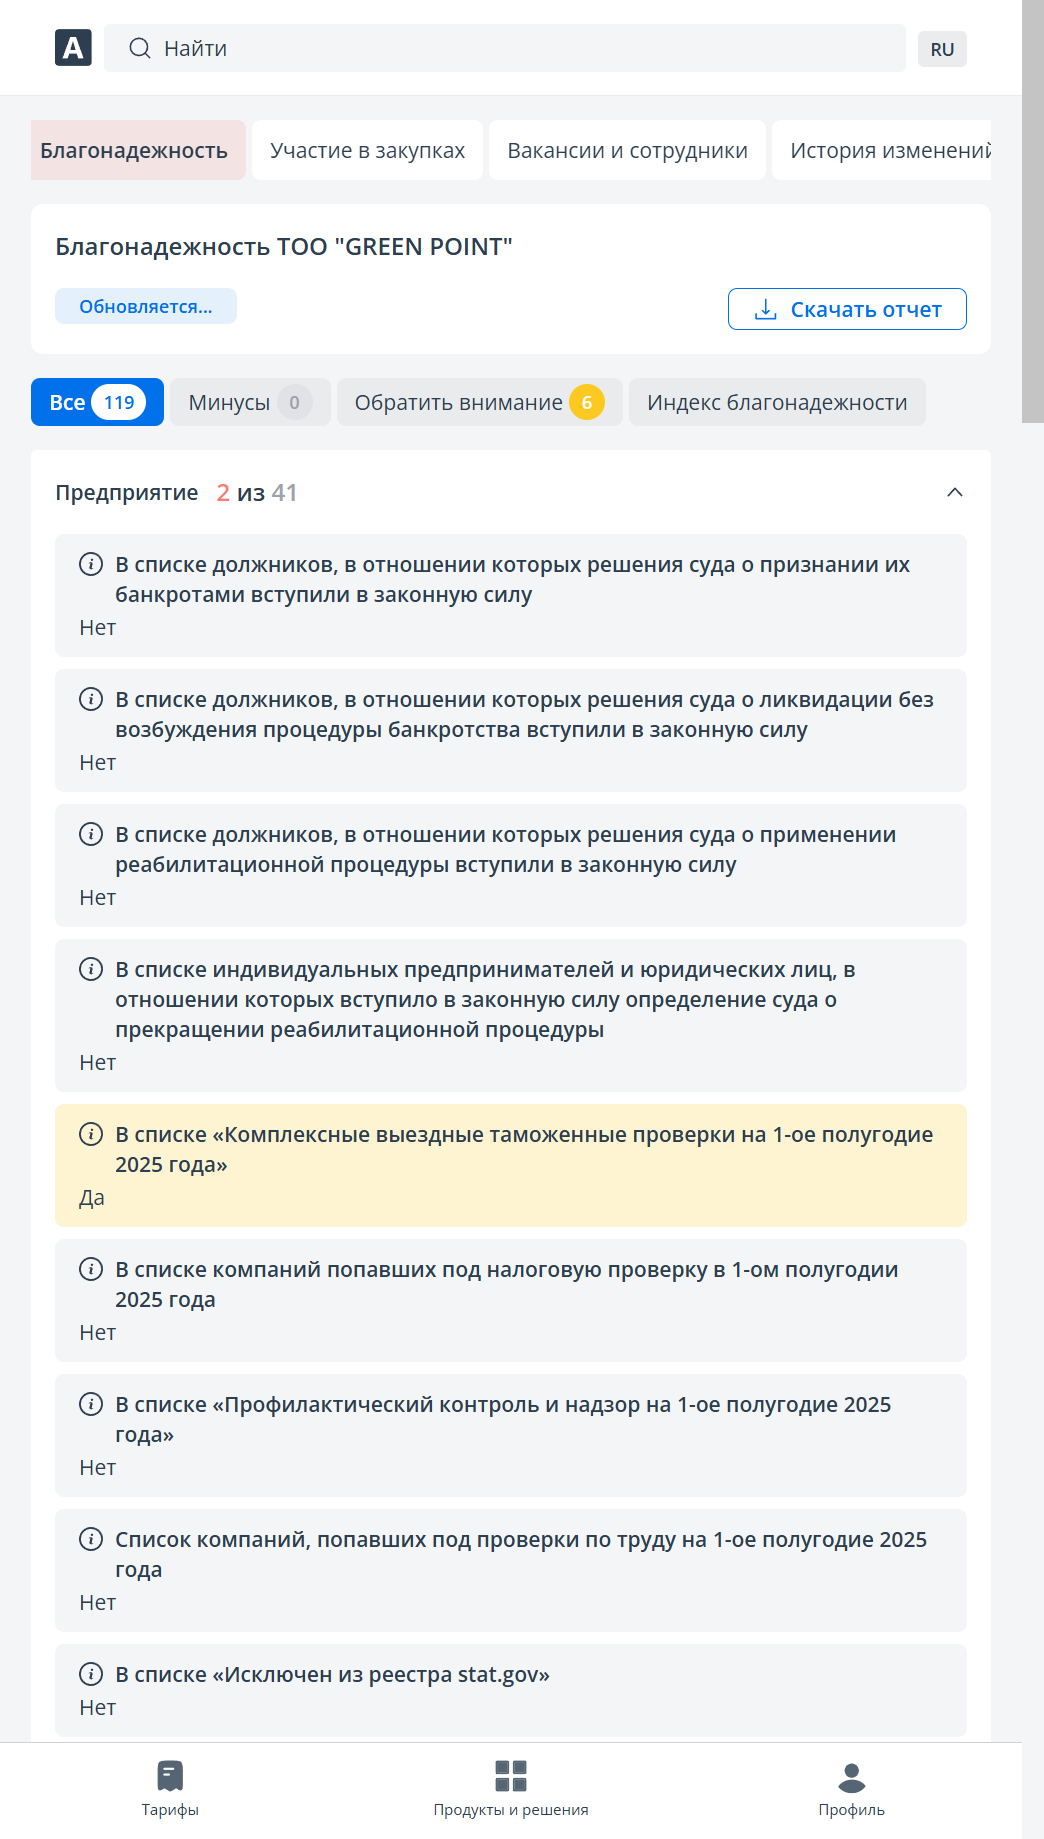 A
Найти
RU
Благонадежность
Участие в закупках
Вакансии и сотрудники
История изменений
Благонадежность ТОО "GREEN POINT"
Обновляется...
Скачать отчет
Все 119
Минусы 0
Обратить внимание 6
Индекс благонадежности
Предприятие 2 из 41
В списке должников, в отношении которых решения суда о признании их
банкротами вступили в законную силу
Нет
В списке должников, в отношении которых решения суда о ликвидации без
возбуждения процедуры банкротства вступили в законную силу
Нет
В списке должников, в отношении которых решения суда о применении
реабилитационной процедуры вступили в законную силу
Нет
В списке индивидуальных предпринимателей и юридических лиц, в
отношении которых вступило в законную силу определение суда о
прекращении реабилитационной процедуры
Нет
В списке «Комплексные выездные таможенные проверки на 1-ое полугодие
2025 года»
Да
В списке компаний попавших под налоговую проверку в 1-ом полугодии
2025 года
Нет
В списке «Профилактический контроль и надзор на 1-ое полугодие 2025
года»
Нет
Список компаний, попавших под проверки по труду на 1-ое полугодие 2025
года
Нет
В списке «Исключен из реестра stat.gov»
Нет
Тарифы
Продукты и решения
Профиль